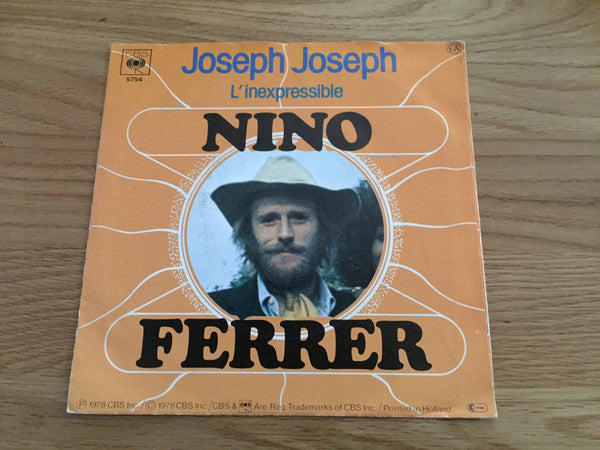 CBS
5754
EA
Joseph Joseph
L'inexpressible
NINO
FERRER
Ⓟ 1978 CBS Inc / © 1978 CBS Inc / CBS & Are Reg Trademarks of CBS Inc / Printed in Holland